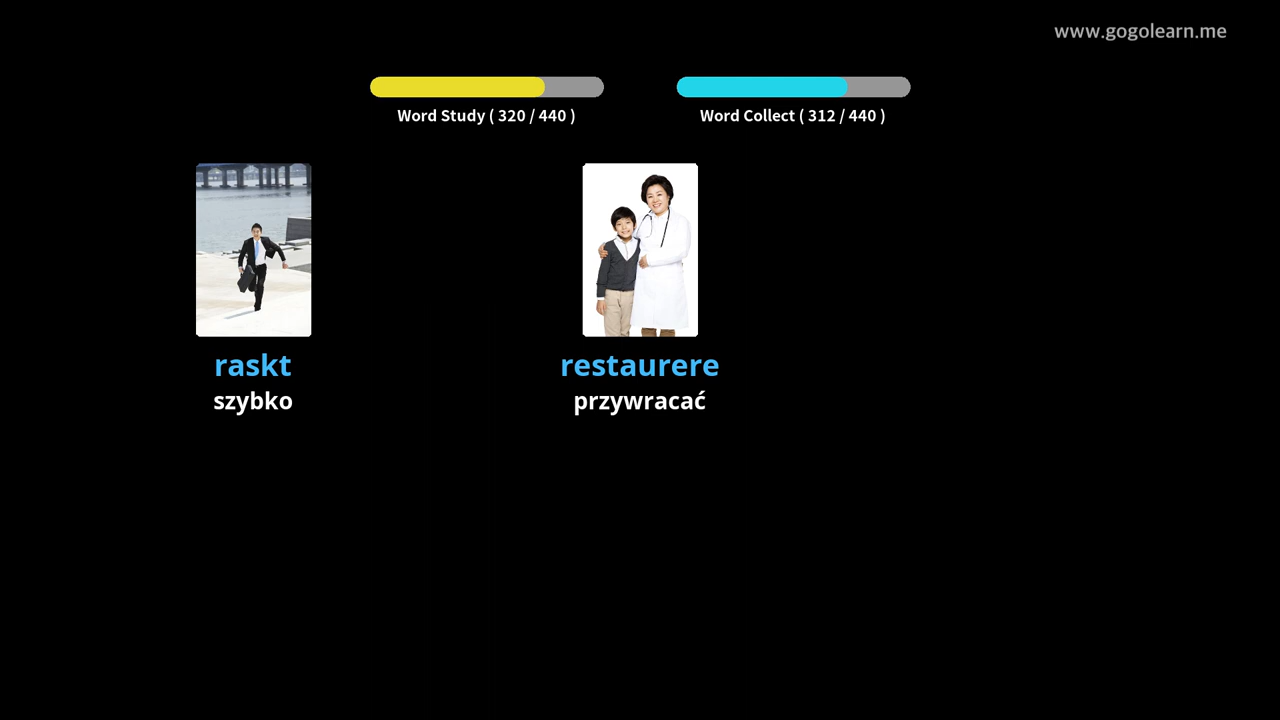 www.gogolearn.me
Word Study ( 320 / 440 )
Word Collect ( 312 / 440 )
raskt
szybko
restaurere
przywracać